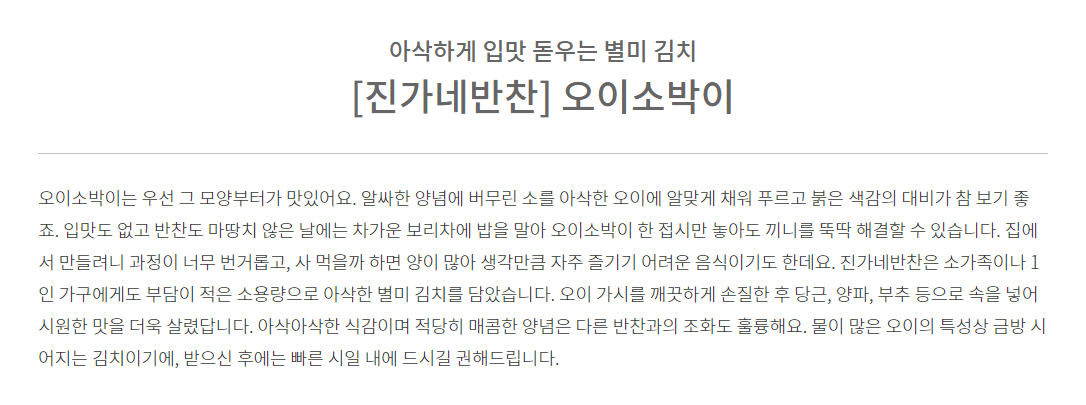 아삭하게 입맛 돋우는 별미 김치
[진가네반찬] 오이소박이
오이소박이는 우선 그 모양부터가 맛있어요. 알싸한 양념에 버무린 소를 아삭한 오이에 알맞게 채워 푸르고 붉은 색감의 대비가 참 보기 좋
죠. 입맛도 없고 반찬도 마땅치 않은 날에는 차가운 보리차에 밥을 말아 오이소박이 한 접시만 놓아도 끼니를 뚝딱 해결할 수 있습니다. 집에
서 만들려니 과정이 너무 번거롭고, 사 먹을까 하면 양이 많아 생각만큼 자주 즐기기 어려운 음식이기도 한데요. 진가네반찬은 소가족이나 1
인 가구에게도 부담이 적은 소용량으로 아삭한 별미 김치를 담았습니다. 오이 가시를 깨끗하게 손질한 후 당근, 양파, 부추 등으로 속을 넣어
시원한 맛을 더욱 살렸답니다. 아삭아삭한 식감이며 적당히 매콤한 양념은 다른 반찬과의 조화도 훌륭해요. 물이 많은 오이의 특성상 금방 시
어지는 김치이기에, 받으신 후에는 빠른 시일 내에 드시길 권해드립니다.